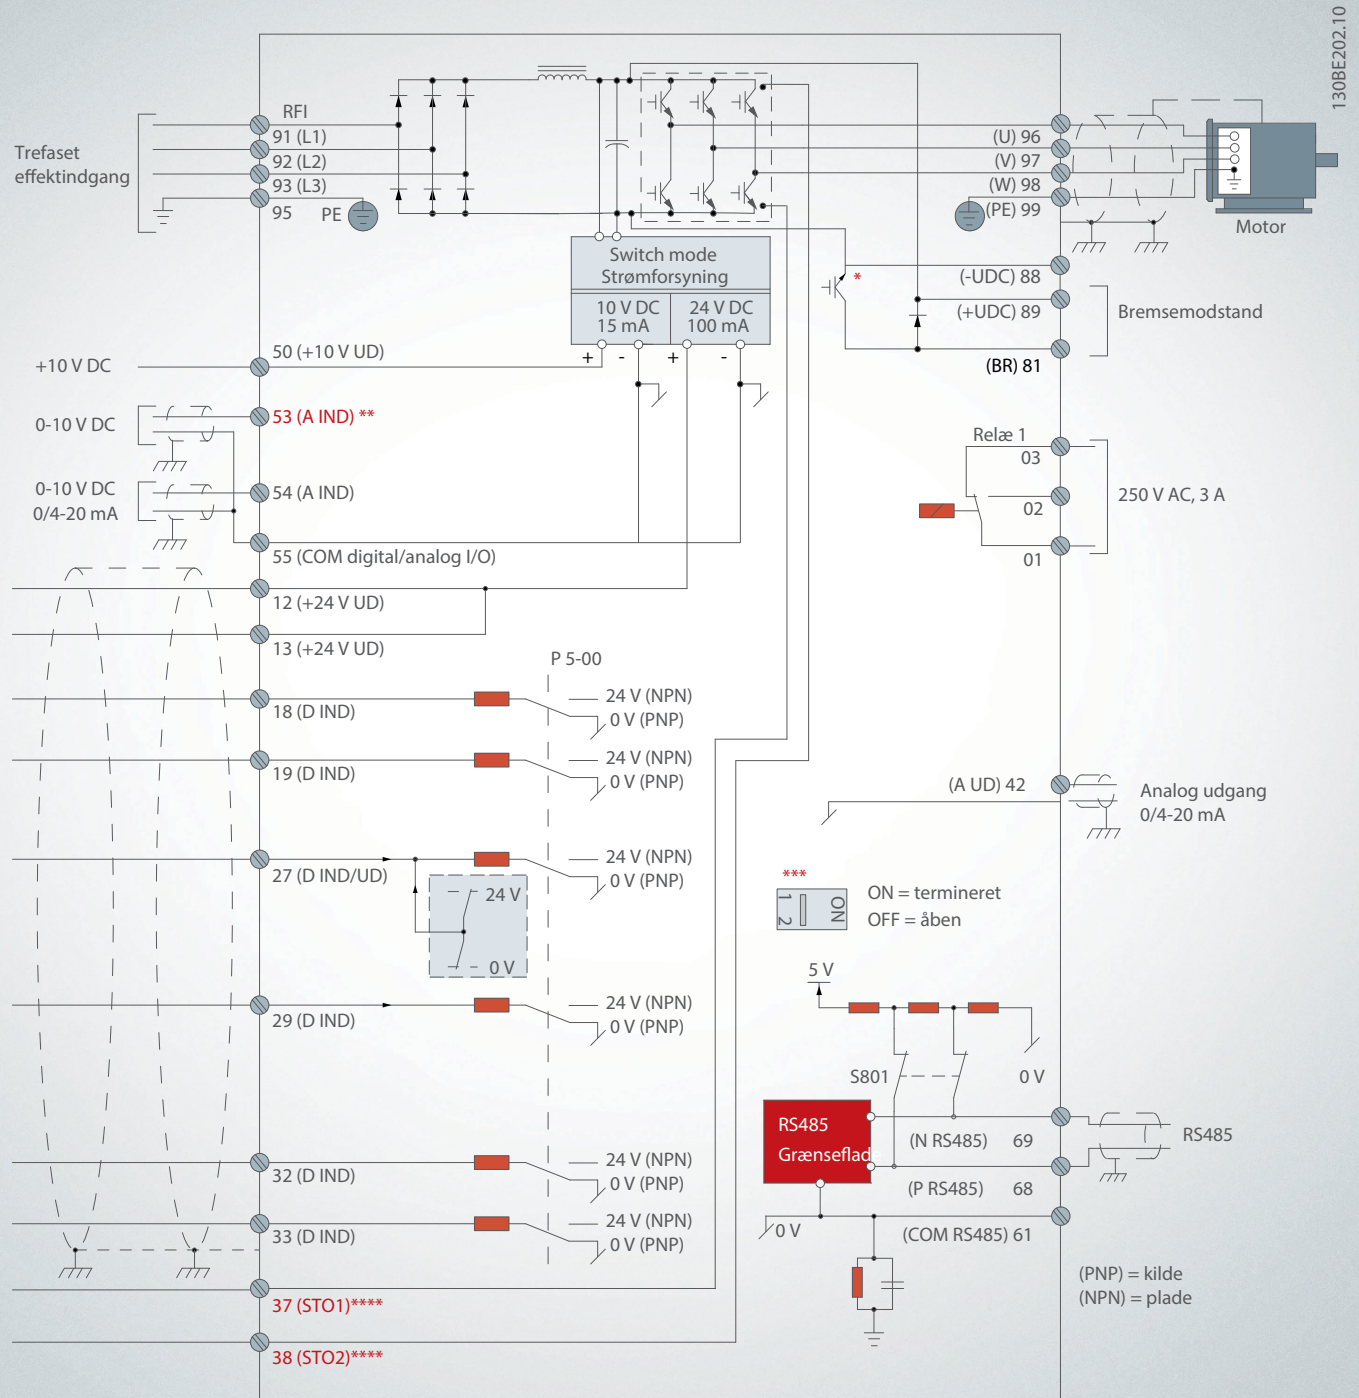 130BE202.10
Trefaset
effektindgang
RFI
91 (L1)
92 (L2)
93 (L3)
95
PE
(U) 96
(V) 97
(W) 98
(PE) 99
Motor
Switch mode
Strømforsyning
10 V DC
15 mA
24 V DC
100 mA
+
-
+
-
*
(-UDC) 88
(+UDC) 89
(BR) 81
Bremsemodstand
+10 V DC
50 (+10 V UD)
0-10 V DC
53 (A IND) **
0-10 V DC
0/4-20 mA
54 (A IND)
55 (COM digital/analog I/O)
12 (+24 V UD)
13 (+24 V UD)
Relæ 1
03
02
01
250 V AC, 3 A
P 5-00
18 (D IND)
24 V (NPN)
0 V (PNP)
19 (D IND)
24 V (NPN)
0 V (PNP)
27 (D IND/UD)
24 V (NPN)
0 V (PNP)
24 V
0 V
29 (D IND)
24 V (NPN)
0 V (PNP)
32 (D IND)
24 V (NPN)
0 V (PNP)
33 (D IND)
24 V (NPN)
0 V (PNP)
37 (STO1)****
38 (STO2)****
(A UD) 42
Analog udgang
0/4-20 mA
***
1 2
ON
ON = termineret
OFF = åben
5 V
S801
0 V
RS485
Grænseflade
(N RS485) 69
(P RS485) 68
RS485
0 V
(COM RS485) 61
(PNP) = kilde
(NPN) = plade